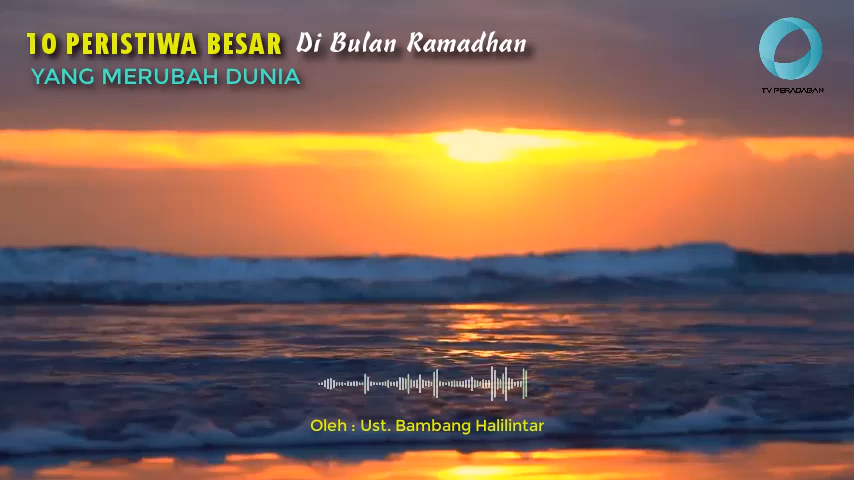 10 PERISTIWA BESAR Di Bulan Ramadhan
YANG MERUBAH DUNIA
TV PERADABAN
Oleh : Ust. Bambang Halilintar